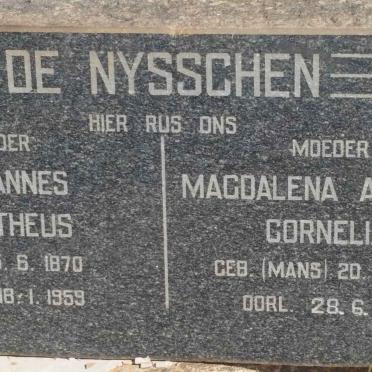 DE NYSSCHEN
HIER RUS ONS
DER
ANNES
THEUS
6. 1870
18-1. 1959
MOEDER
MAGDALENA A
CORNELI
GEB. (MANS) 20.
OORL. 28. 6.